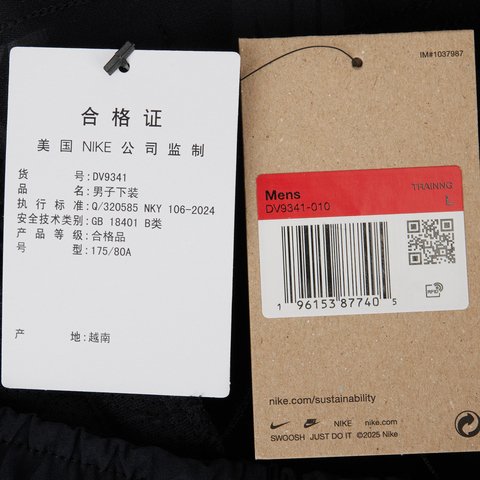 合格证
美国 NIKE 公司监制
货号:DV9341
品名:男子下装
执行标准:Q/320585 NKY 106-2024
安全技术类别:GB 18401 B类
产品等级:合格品
号型:175/80A
产地:越南
IM#1037987
TRAINNG
Mens L
DV9341-010
1 96153 87740 5
RFID
nike.com/sustainability
NIKE nike.com
SWOOSH JUST DO IT ©2025 Nike